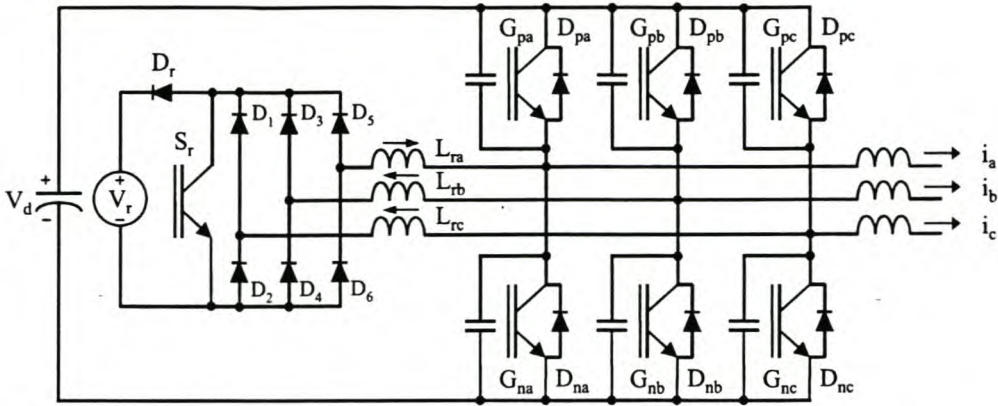 G_pa D_pa G_pb D_pb G_pc D_pc
D_r
D_1 D_3 D_5
S_r
L_ra
i_a
+
V_d
-
+
V_r
-
L_rb
i_b
L_rc
i_c
D_2 D_4 D_6
G_na D_na G_nb D_nb G_nc D_nc